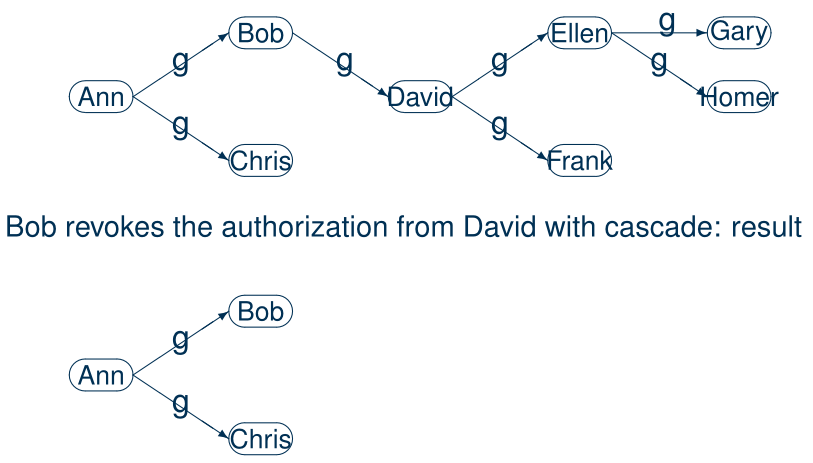 Bob
Ellen
g
Gary
g
g
g
g
Ann
David
Homer
g
g
Chris
Frank
Bob revokes the authorization from David with cascade: result
Bob
g
Ann
g
Chris